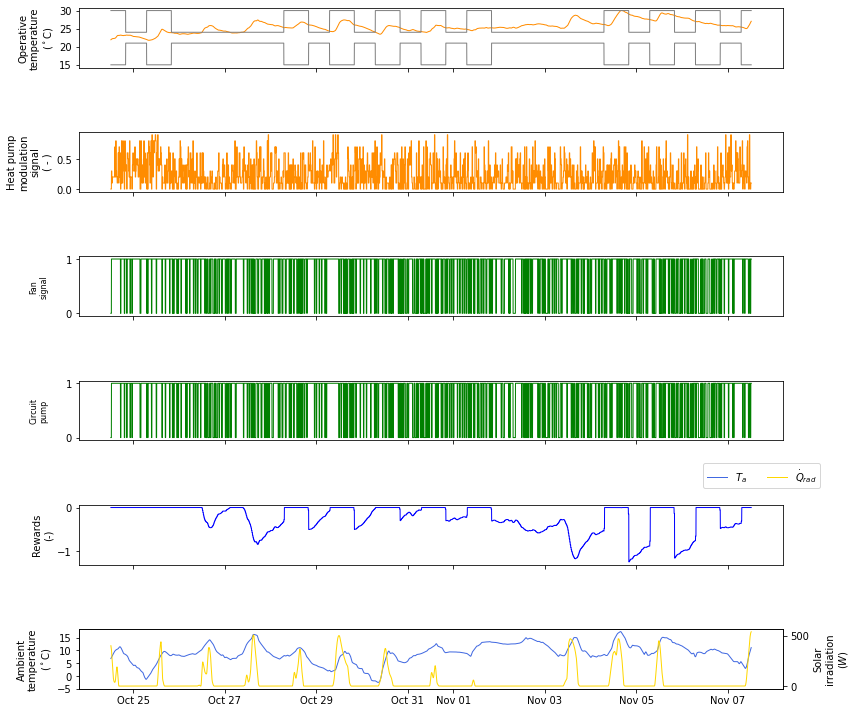 Operative
temperature
(°C)
30
25
20
15
Heat pump
modulation
signal
( - )
0.5
0.0
Fan
signal
1
0
Circuit
pump
1
0
T_a Q̇_rad
Rewards
(-)
0
−1
Ambient
temperature
(°C)
15
10
5
0
−5
500
0
Solar
irradiation
(W)
Oct 25 Oct 27 Oct 29 Oct 31 Nov 01 Nov 03 Nov 05 Nov 07